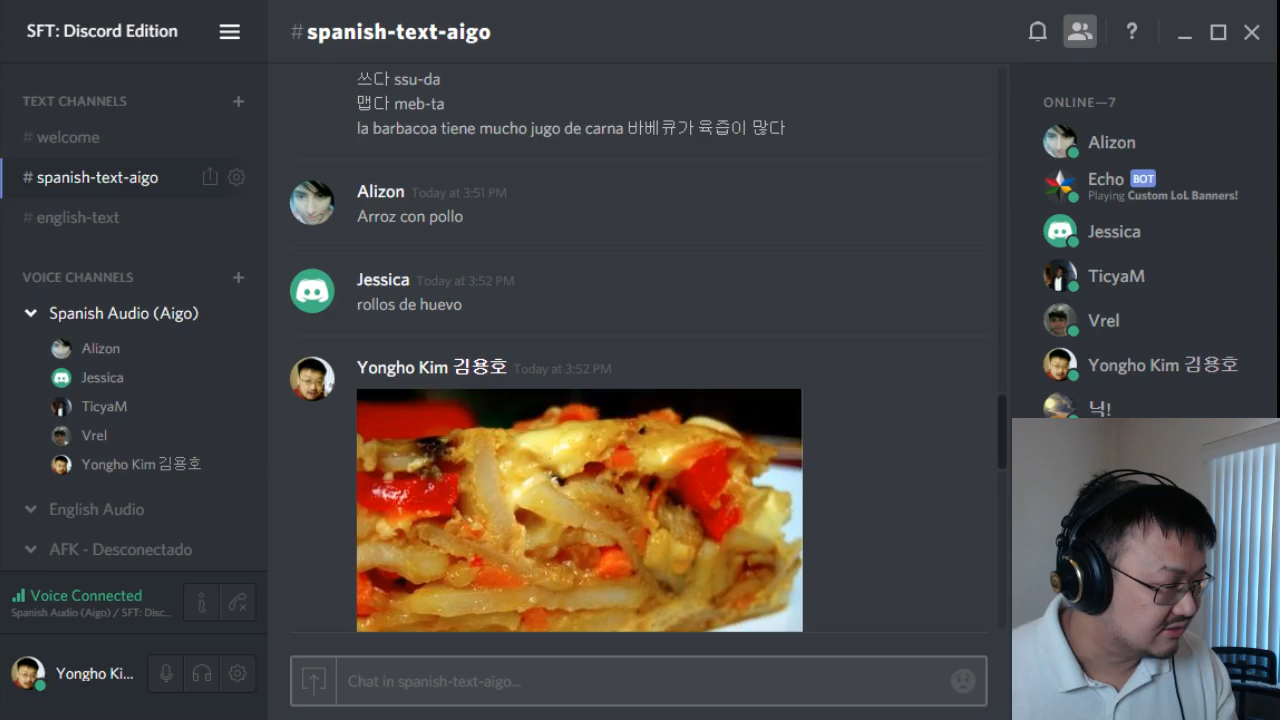 SFT: Discord Edition
TEXT CHANNELS
# welcome
# spanish-text-aigo
# english-text
VOICE CHANNELS
Spanish Audio (Aigo)
Alizon
Jessica
TicyaM
Vrel
Yongho Kim 김용호
English Audio
AFK - Desconectado
Voice Connected
Spanish Audio (Aigo) / SFT: Disc...
Yongho Ki...
# spanish-text-aigo
쓰다 ssu-da
맵다 meb-ta
la barbacoa tiene mucho jugo de carna 바베큐가 육즙이 많다
Alizon Today at 3:51 PM
Arroz con pollo
Jessica Today at 3:52 PM
rollos de huevo
Yongho Kim 김용호 Today at 3:52 PM
Chat in spanish-text-aigo...
ONLINE—7
Alizon
Echo BOT
Playing Custom LoL Banners!
Jessica
TicyaM
Vrel
Yongho Kim 김용호
닉!